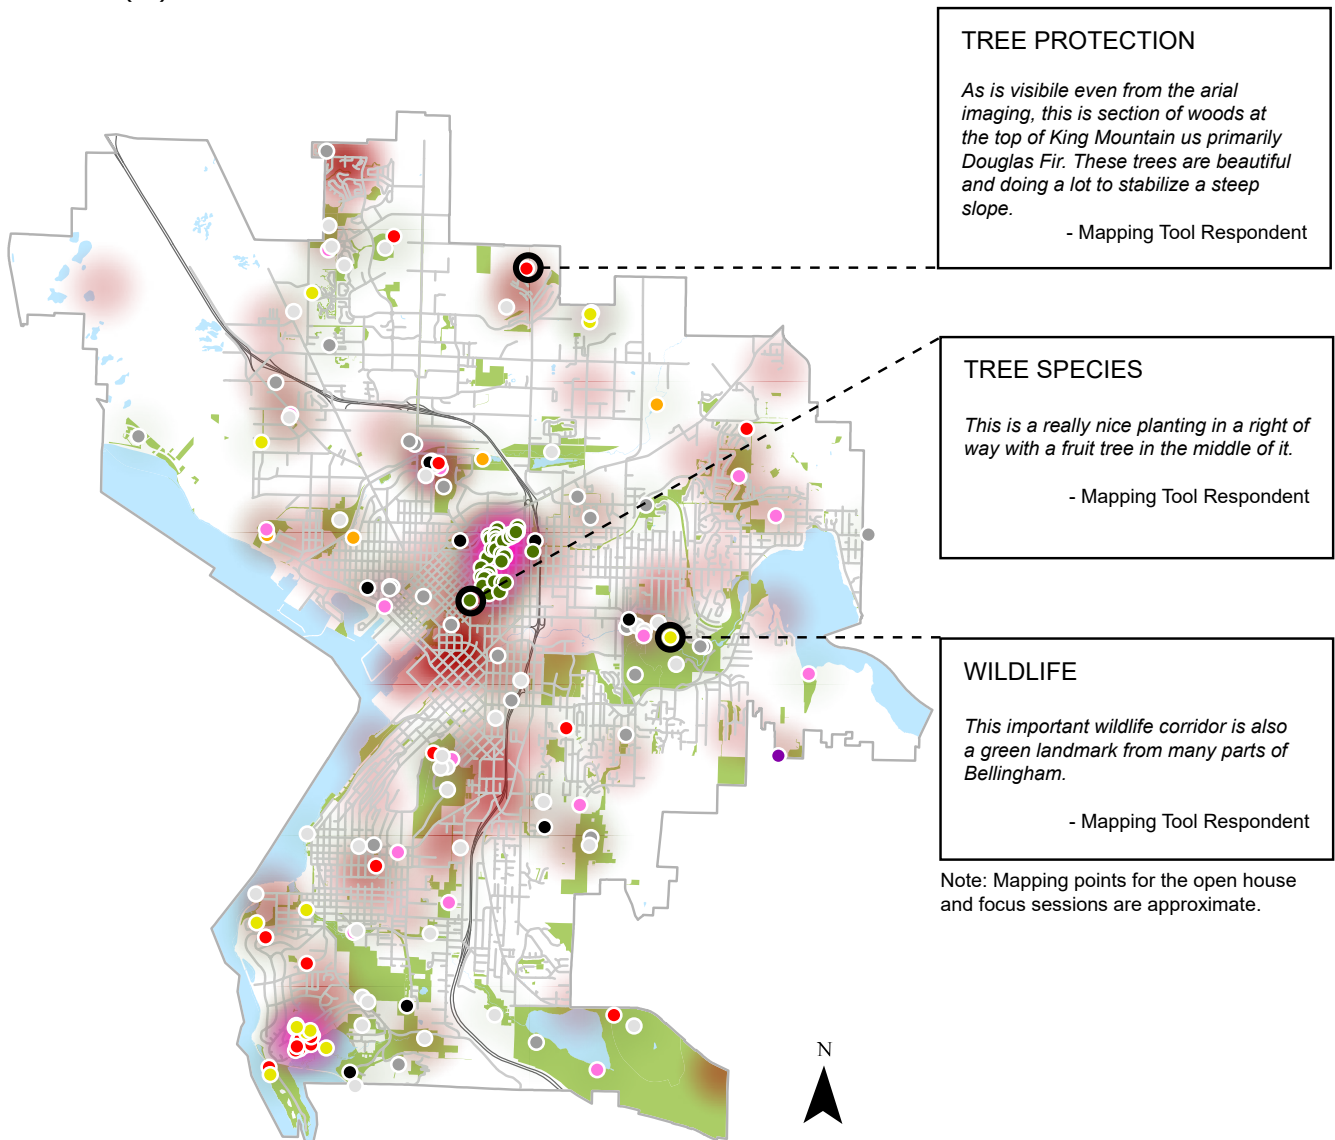 TREE PROTECTION
As is visibile even from the arial
imaging, this is section of woods at
the top of King Mountain us primarily
Douglas Fir. These trees are beautiful
and doing a lot to stabilize a steep
slope.
- Mapping Tool Respondent
TREE SPECIES
This is a really nice planting in a right of
way with a fruit tree in the middle of it.
- Mapping Tool Respondent
WILDLIFE
This important wildlife corridor is also
a green landmark from many parts of
Bellingham.
- Mapping Tool Respondent
Note: Mapping points for the open house
and focus sessions are approximate.
N